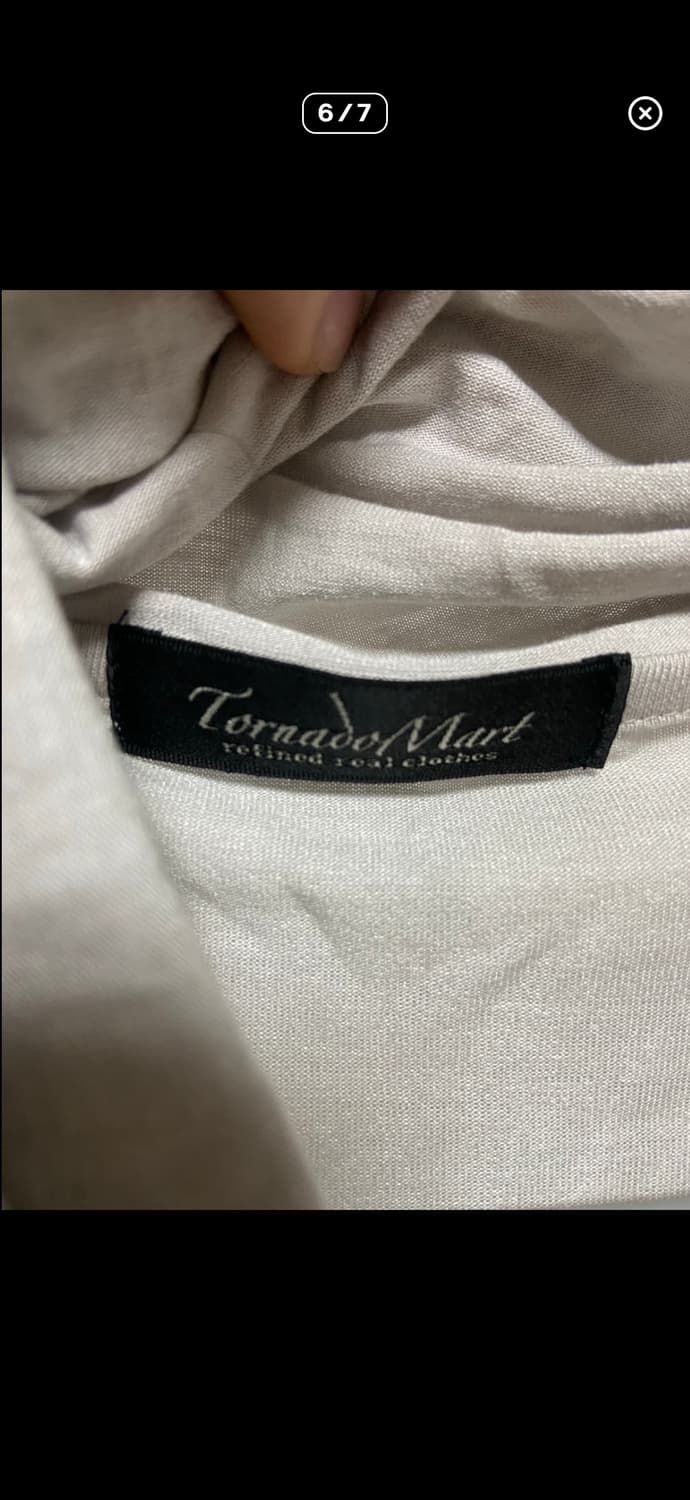 6/7
TornadoMart
refined real clothes